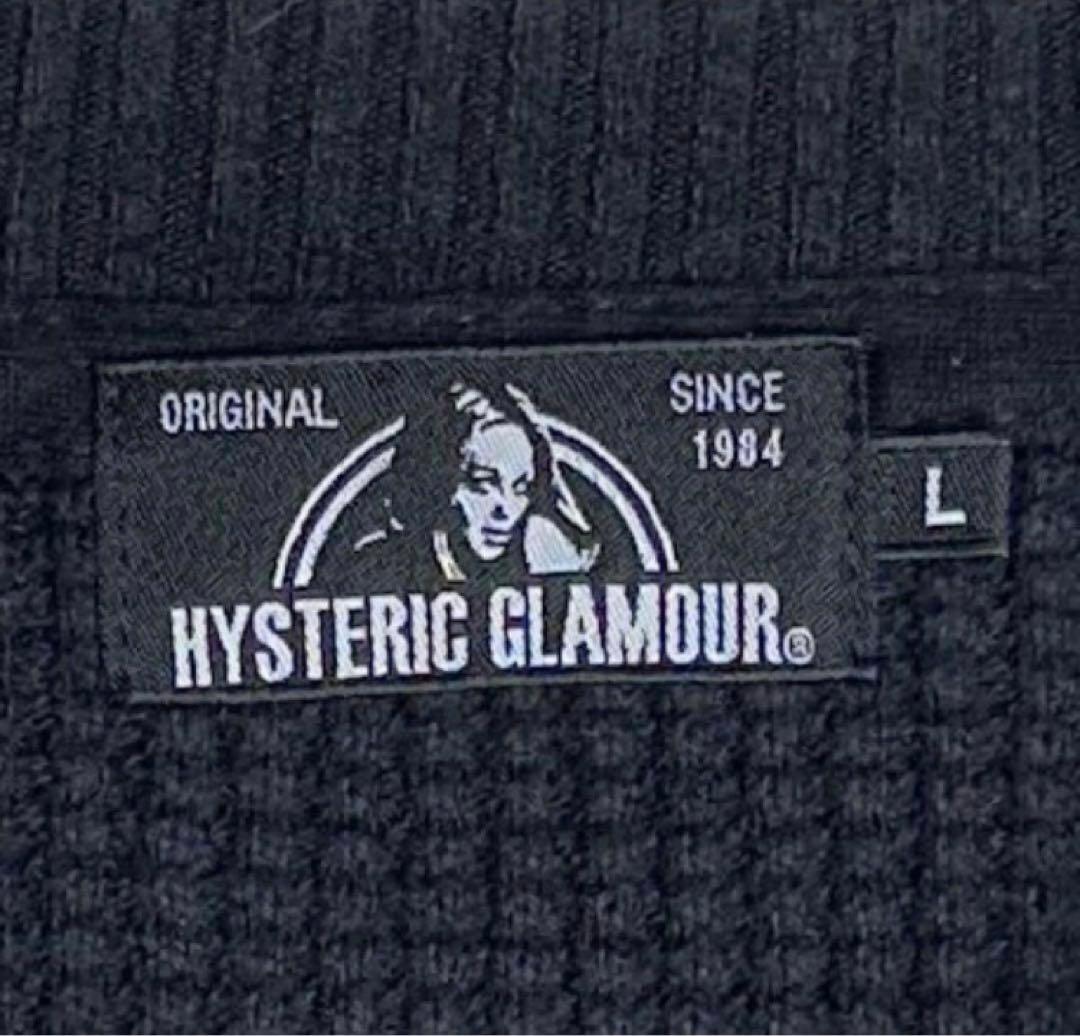 ORIGINAL
SINCE
1984
L
HYSTERIC GLAMOUR®